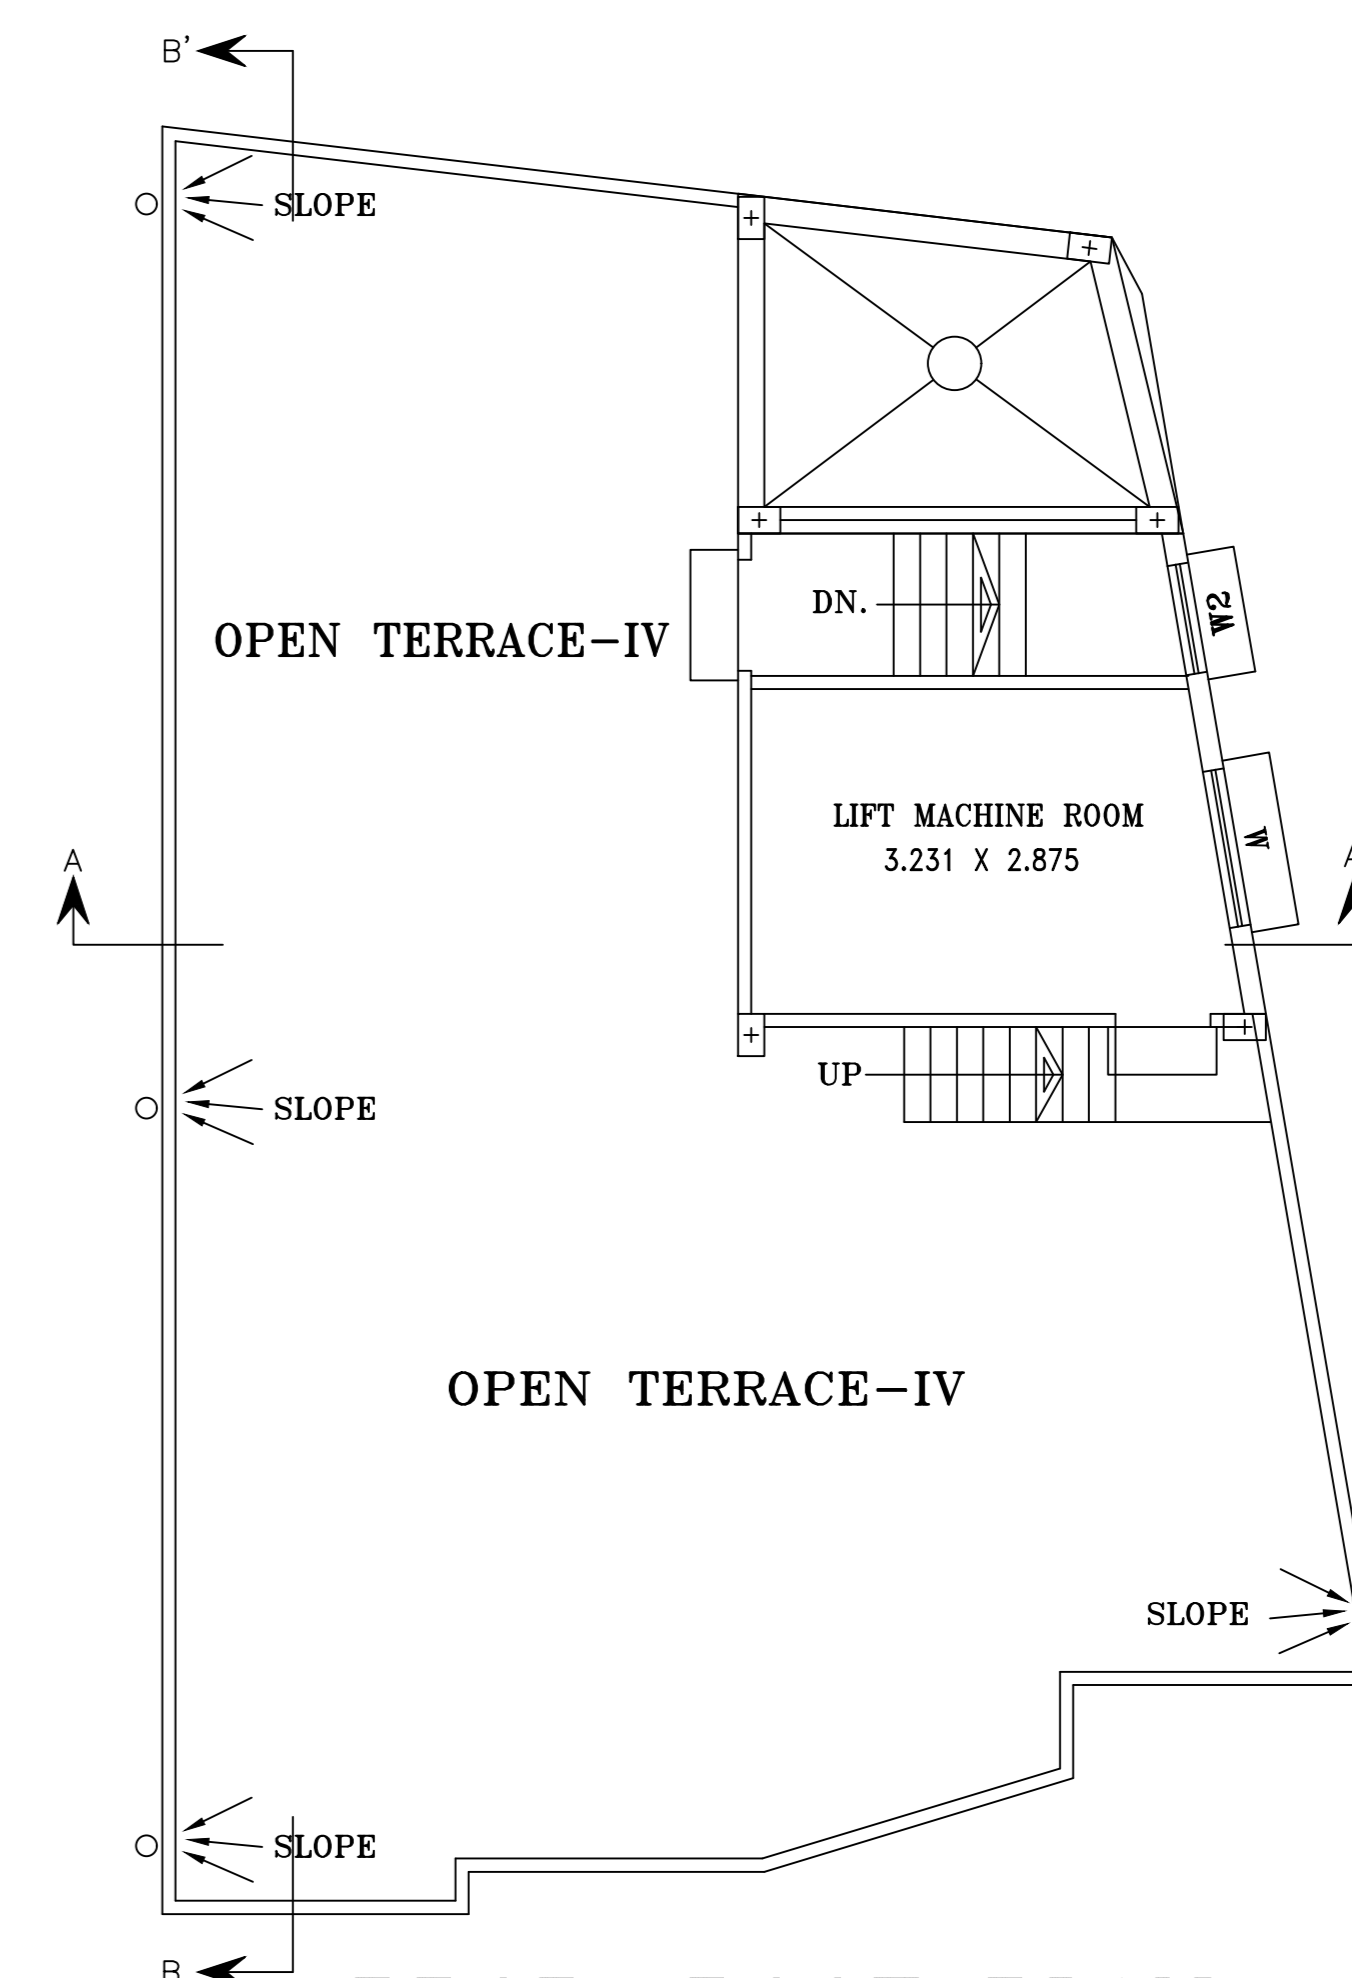 B’
SLOPE
DN.
W2
OPEN TERRACE-IV
LIFT MACHINE ROOM
3.231 X 2.875
W
A
SLOPE
UP
OPEN TERRACE-IV
SLOPE
SLOPE
B